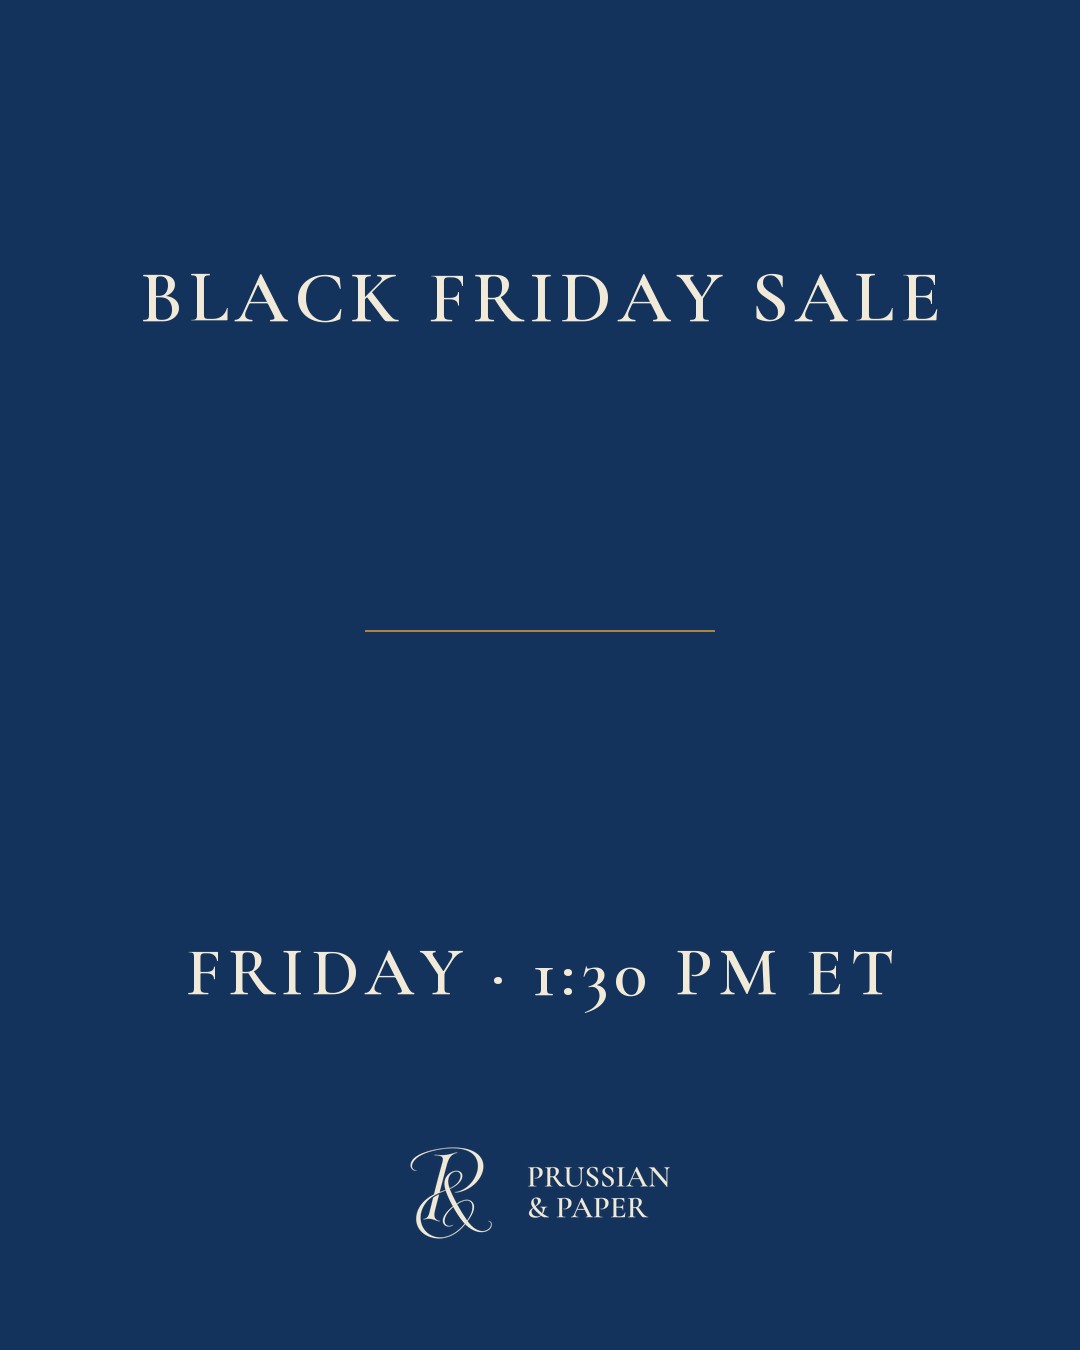 BLACK FRIDAY SALE
FRIDAY · 1:30 PM ET
P&
PRUSSIAN
& PAPER